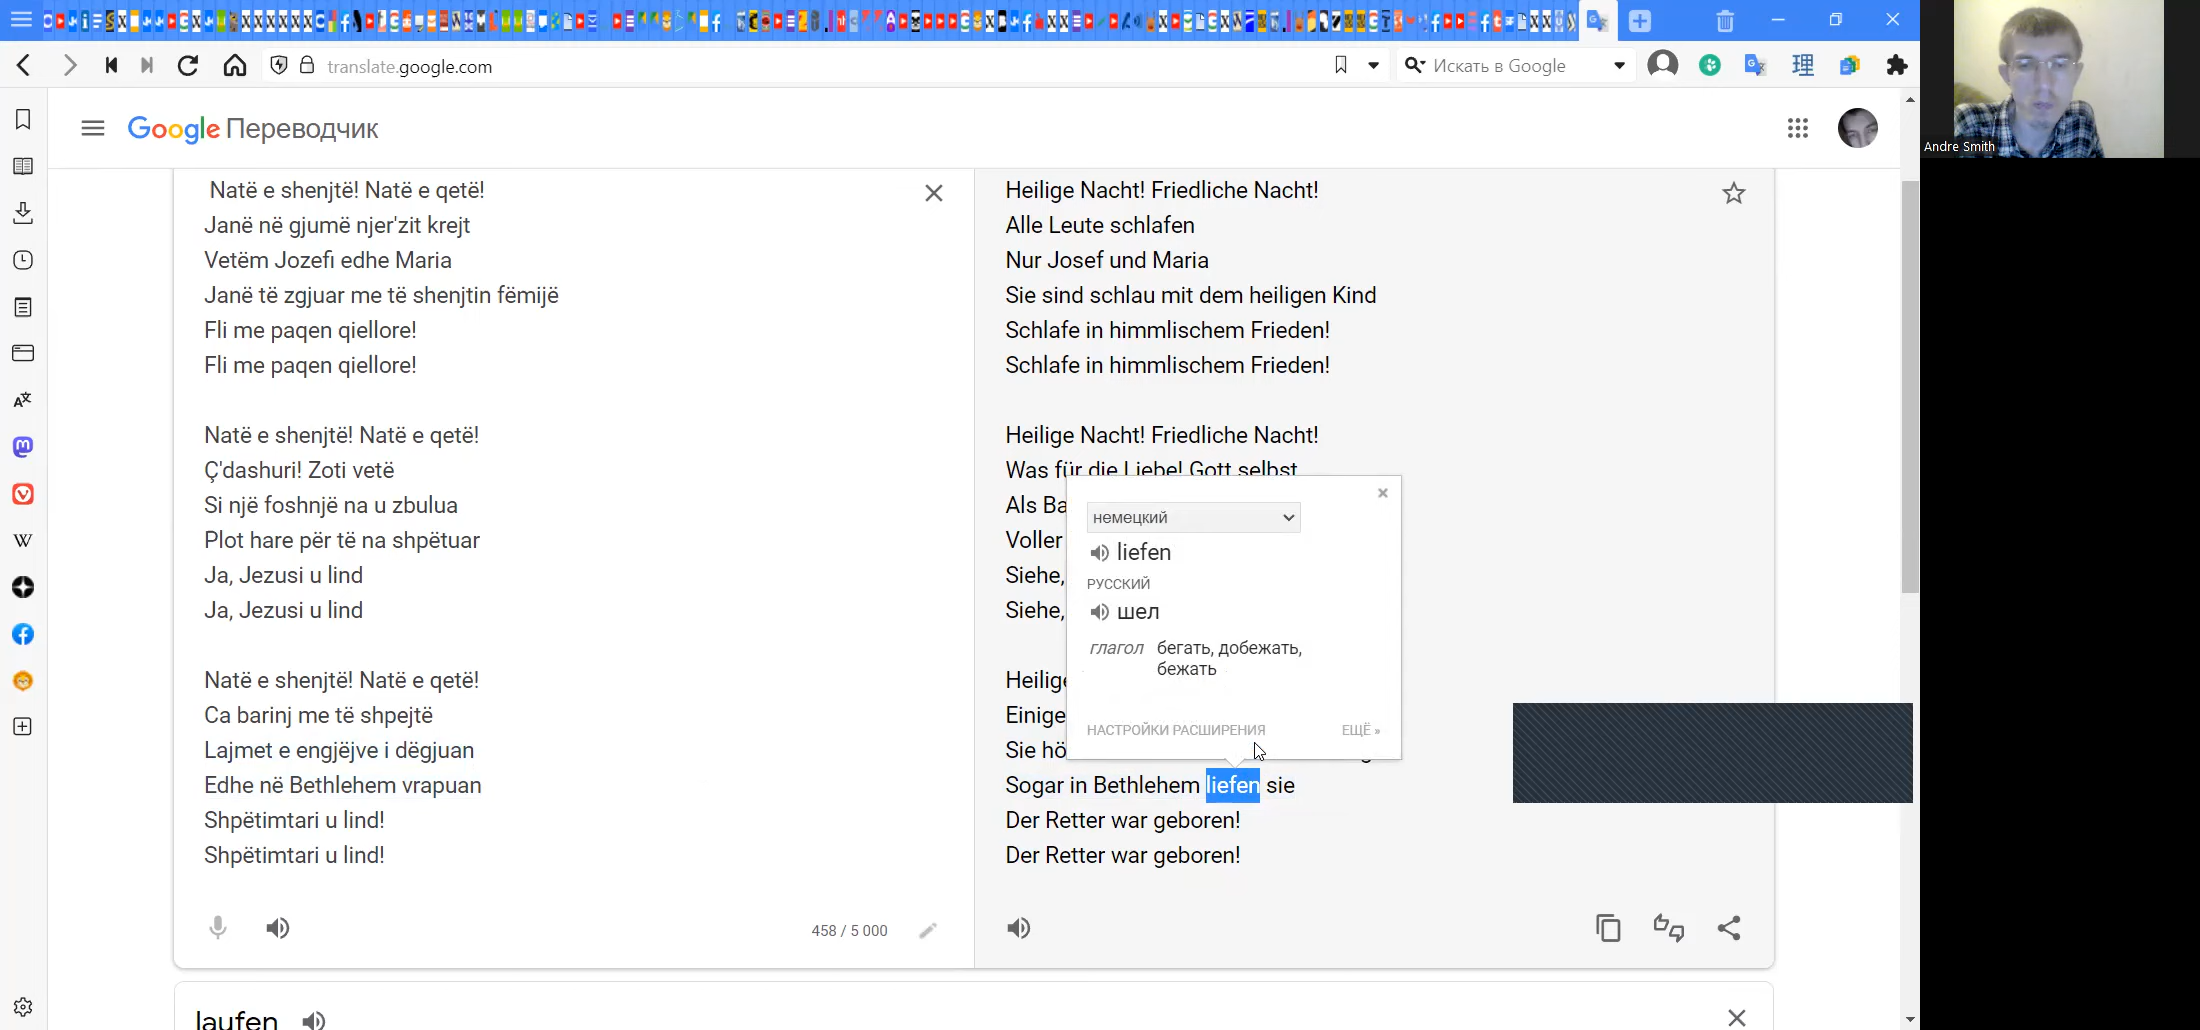 translate.google.com
Искать в Google
Andre Smith
Google Переводчик
Natë e shenjtë! Natë e qetë!
Janë në gjumë njer'zit krejt
Vetëm Jozefi edhe Maria
Janë të zgjuar me të shenjtin fëmijë
Fli me paqen qiellore!
Fli me paqen qiellore!
Natë e shenjtë! Natë e qetë!
Ç'dashuri! Zoti vetë
Si një foshnjë na u zbulua
Plot hare për të na shpëtuar
Ja, Jezusi u lind
Ja, Jezusi u lind
Natë e shenjtë! Natë e qetë!
Ca barinj me të shpejtë
Lajmet e engjëjve i dëgjuan
Edhe në Bethlehem vrapuan
Shpëtimtari u lind!
Shpëtimtari u lind!
458 / 5 000
Heilige Nacht! Friedliche Nacht!
Alle Leute schlafen
Nur Josef und Maria
Sie sind schlau mit dem heiligen Kind
Schlafe in himmlischem Frieden!
Schlafe in himmlischem Frieden!
Heilige Nacht! Friedliche Nacht!
Was für die Liebe! Gott selbst
Als Ba
Voller
Siehe,
Siehe,
Heilige
Einige
Sie hö
Sogar in Bethlehem liefen sie
Der Retter war geboren!
Der Retter war geboren!
немецкий
liefen
РУССКИЙ
шел
глагол бегать, добежать,
бежать
НАСТРОЙКИ РАСШИРЕНИЯ ЕЩЁ »
laufen